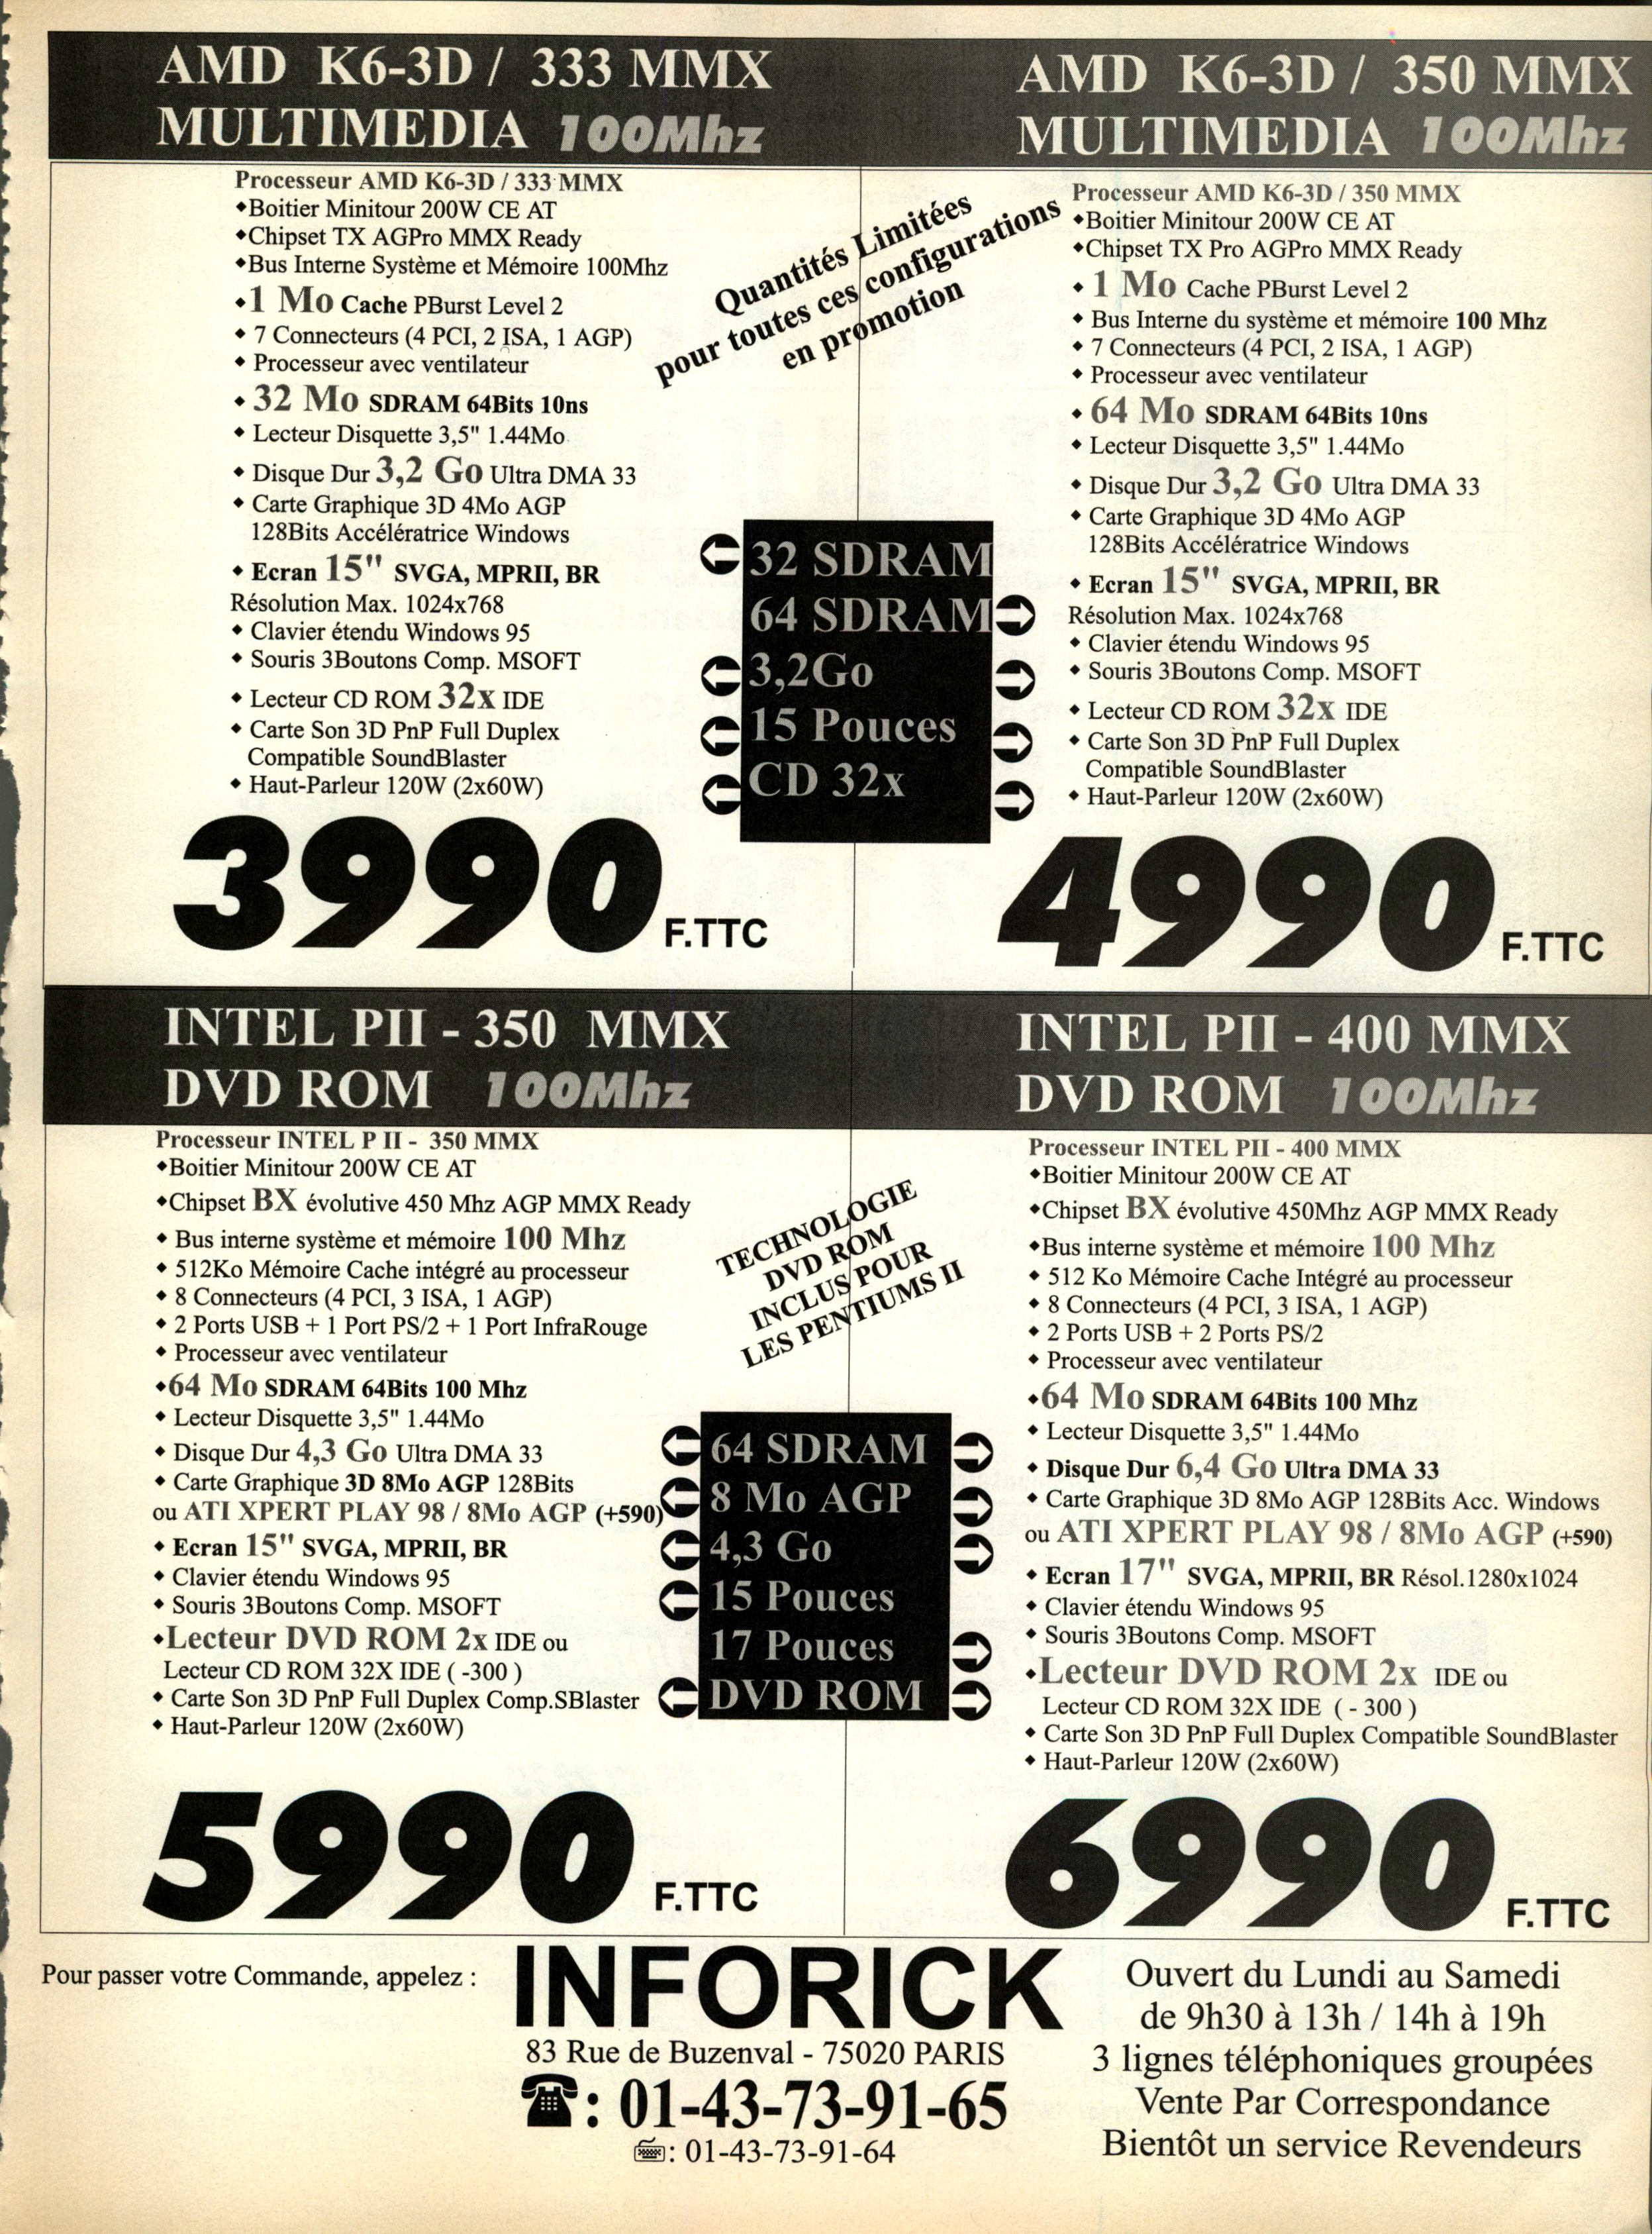 AMD K6-3D / 333 MMX
MULTIMEDIA 100Mhz
Processeur AMD K6-3D / 333 MMX
◆Boitier Minitour 200W CE AT
◆Chipset TX AGPro MMX Ready
◆Bus Interne Système et Mémoire 100Mhz
◆1 Mo Cache PBurst Level 2
◆ 7 Connecteurs (4 PCI, 2 ISA, 1 AGP)
◆ Processeur avec ventilateur
◆ 32 Mo SDRAM 64Bits 10ns
◆ Lecteur Disquette 3,5" 1.44Mo
◆ Disque Dur 3,2 Go Ultra DMA 33
◆ Carte Graphique 3D 4Mo AGP
128Bits Accélératrice Windows
◆ Ecran 15" SVGA, MPRII, BR
Résolution Max. 1024x768
◆ Clavier étendu Windows 95
◆ Souris 3Boutons Comp. MSOFT
◆ Lecteur CD ROM 32x IDE
◆ Carte Son 3D PnP Full Duplex
Compatible SoundBlaster
◆ Haut-Parleur 120W (2x60W)
3990 F.TTC
Quantités Limitées
pour toutes ces configurations
en promotion
32 SDRAM
64 SDRAM
3,2Go
15 Pouces
CD 32x
AMD K6-3D / 350 MMX
MULTIMEDIA 100Mhz
Processeur AMD K6-3D / 350 MMX
◆Boitier Minitour 200W CE AT
◆Chipset TX Pro AGPro MMX Ready
◆ 1 Mo Cache PBurst Level 2
◆ Bus Interne du système et mémoire 100 Mhz
◆ 7 Connecteurs (4 PCI, 2 ISA, 1 AGP)
◆ Processeur avec ventilateur
◆ 64 Mo SDRAM 64Bits 10ns
◆ Lecteur Disquette 3,5" 1.44Mo
◆ Disque Dur 3,2 Go Ultra DMA 33
◆ Carte Graphique 3D 4Mo AGP
128Bits Accélératrice Windows
◆ Ecran 15" SVGA, MPRII, BR
Résolution Max. 1024x768
◆ Clavier étendu Windows 95
◆ Souris 3Boutons Comp. MSOFT
◆ Lecteur CD ROM 32x IDE
◆ Carte Son 3D PnP Full Duplex
Compatible SoundBlaster
◆ Haut-Parleur 120W (2x60W)
4990 F.TTC
INTEL PII - 350 MMX
DVD ROM 100Mhz
Processeur INTEL P II - 350 MMX
◆Boitier Minitour 200W CE AT
◆Chipset BX évolutive 450 Mhz AGP MMX Ready
◆ Bus interne système et mémoire 100 Mhz
◆ 512Ko Mémoire Cache intégré au processeur
◆ 8 Connecteurs (4 PCI, 3 ISA, 1 AGP)
◆ 2 Ports USB + 1 Port PS/2 + 1 Port InfraRouge
◆ Processeur avec ventilateur
◆64 Mo SDRAM 64Bits 100 Mhz
◆ Lecteur Disquette 3,5" 1.44Mo
◆ Disque Dur 4,3 Go Ultra DMA 33
◆ Carte Graphique 3D 8Mo AGP 128Bits
ou ATI XPERT PLAY 98 / 8Mo AGP (+590)
◆ Ecran 15" SVGA, MPRII, BR
◆ Clavier étendu Windows 95
◆ Souris 3Boutons Comp. MSOFT
◆Lecteur DVD ROM 2x IDE ou
Lecteur CD ROM 32X IDE ( -300 )
◆ Carte Son 3D PnP Full Duplex Comp.SBlaster
◆ Haut-Parleur 120W (2x60W)
5990 F.TTC
TECHNOLOGIE
DVD ROM
INCLUS POUR
LES PENTIUMS II
64 SDRAM
8 Mo AGP
4,3 Go
15 Pouces
17 Pouces
DVD ROM
INTEL PII - 400 MMX
DVD ROM 100Mhz
Processeur INTEL PII - 400 MMX
◆Boitier Minitour 200W CE AT
◆Chipset BX évolutive 450Mhz AGP MMX Ready
◆Bus interne système et mémoire 100 Mhz
◆ 512 Ko Mémoire Cache Intégré au processeur
◆ 8 Connecteurs (4 PCI, 3 ISA, 1 AGP)
◆ 2 Ports USB + 2 Ports PS/2
◆ Processeur avec ventilateur
◆64 Mo SDRAM 64Bits 100 Mhz
◆ Lecteur Disquette 3,5" 1.44Mo
◆ Disque Dur 6,4 Go Ultra DMA 33
◆ Carte Graphique 3D 8Mo AGP 128Bits Acc. Windows
ou ATI XPERT PLAY 98 / 8Mo AGP (+590)
◆ Ecran 17" SVGA, MPRII, BR Résol.1280x1024
◆ Clavier étendu Windows 95
◆ Souris 3Boutons Comp. MSOFT
◆Lecteur DVD ROM 2x IDE ou
Lecteur CD ROM 32X IDE ( - 300 )
◆ Carte Son 3D PnP Full Duplex Compatible SoundBlaster
◆ Haut-Parleur 120W (2x60W)
6990 F.TTC
Pour passer votre Commande, appelez :
INFORICK
83 Rue de Buzenval - 75020 PARIS
☎: 01-43-73-91-65
: 01-43-73-91-64
Ouvert du Lundi au Samedi
de 9h30 à 13h / 14h à 19h
3 lignes téléphoniques groupées
Vente Par Correspondance
Bientôt un service Revendeurs